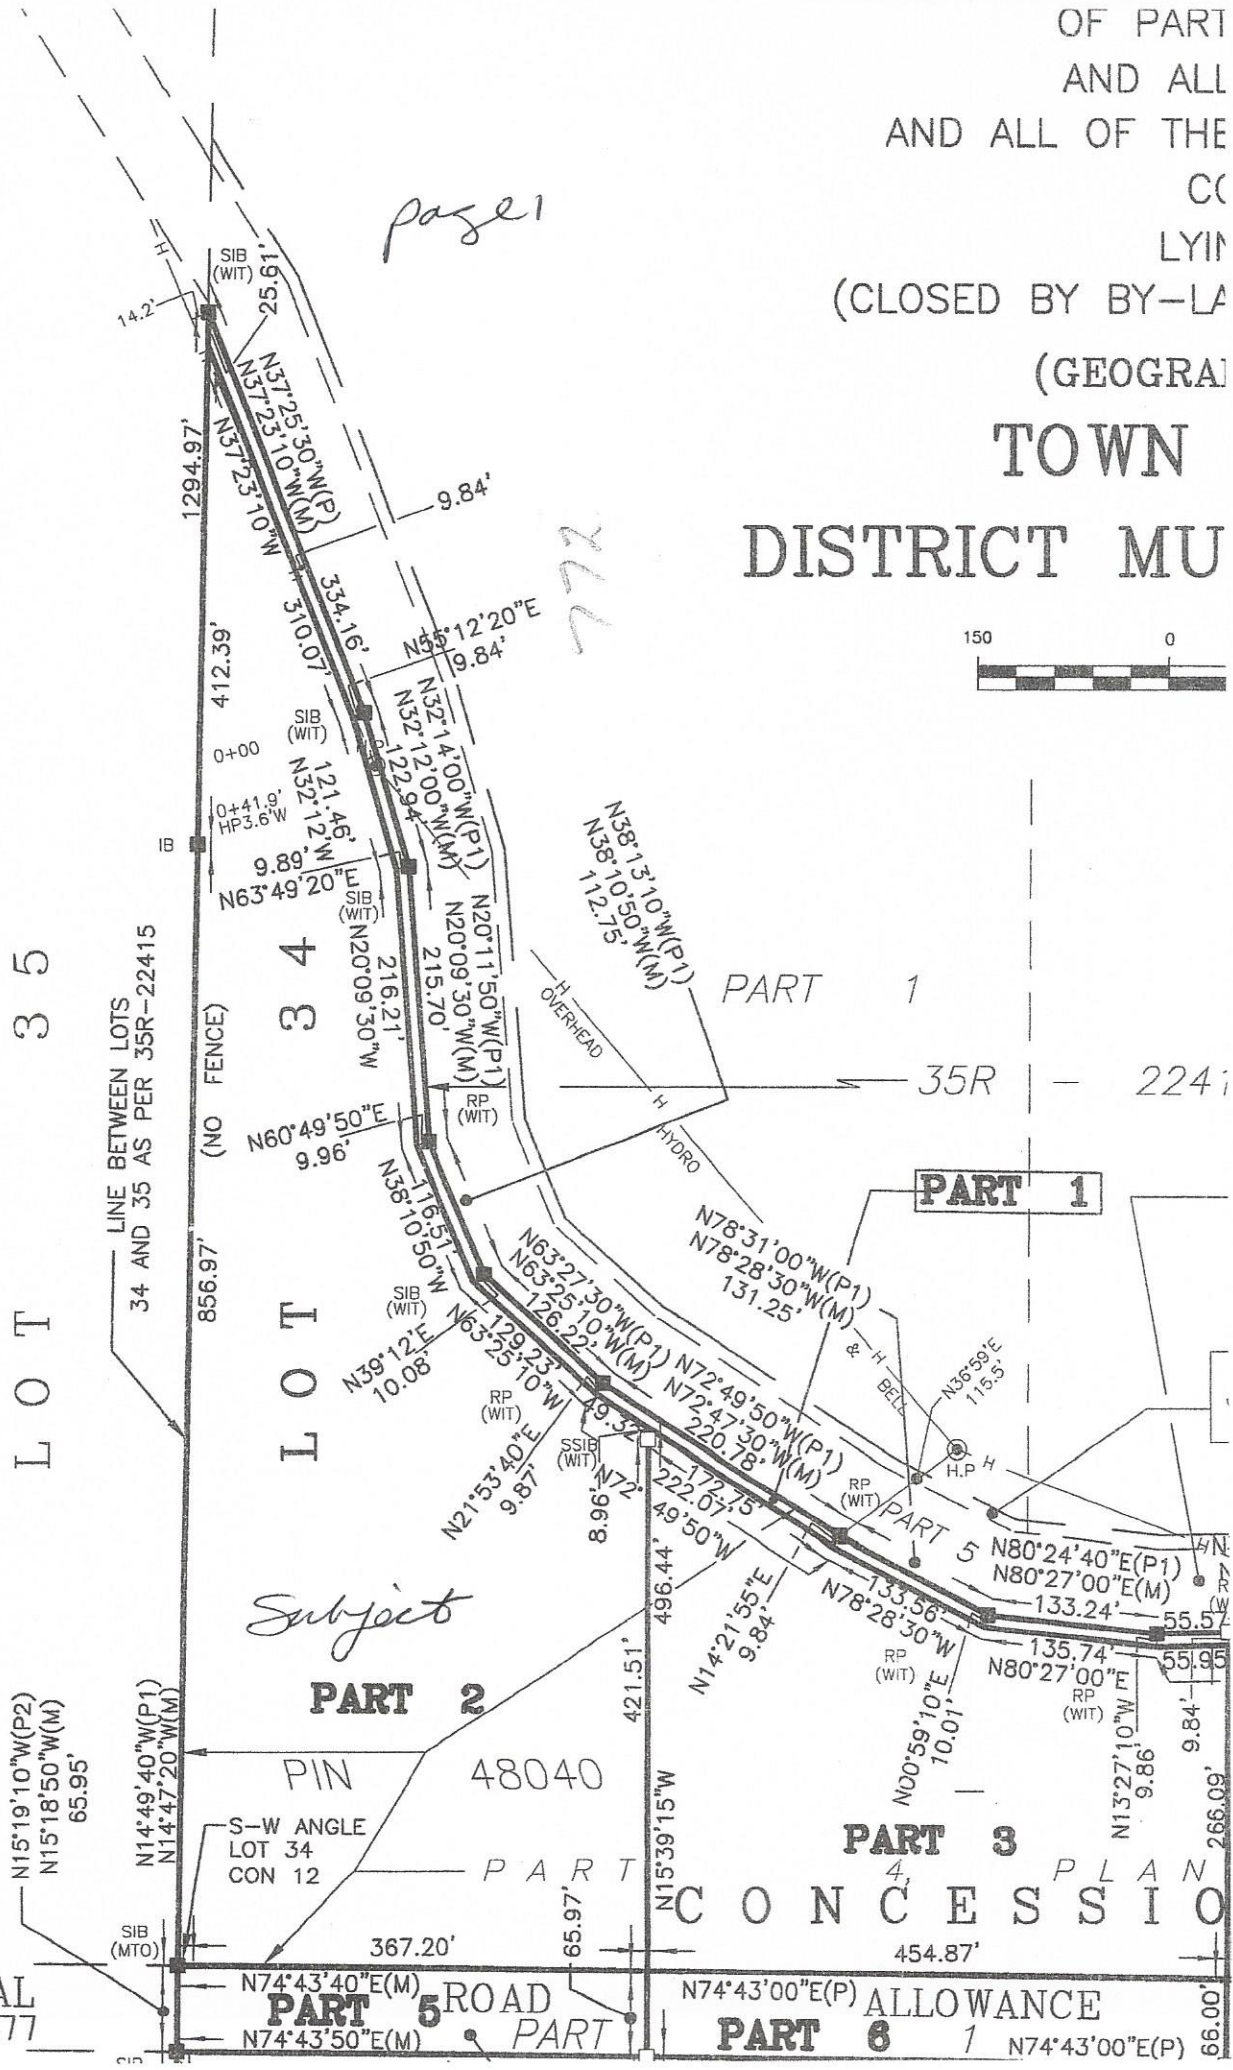 OF PART
AND ALL
AND ALL OF THE
CO
LYIN
(CLOSED BY BY-LA
(GEOGRA
TOWN
DISTRICT MU
150 0
page 1
772
SIB
(WIT)
25.61'
14.2'
H
N37°25'30"W(P)
N37°23'10"W(M)
N37°23'10"W
1294.97'
9.84'
334.16'
310.07'
N55°12'20"E
9.84'
412.39'
SIB
(WIT)
0+00
N32°14'00"W(P1)
N32°12'00"W(M)
122.94'
121.46'
N32°12'W
0+41.9'
HP3.6'W
IB
9.89'
N63°49'20"E
SIB
(WIT)
N38°13'10"W(P1)
N38°10'50"W(M)
112.75'
N20°11'50"W(P1)
N20°09'30"W(M)
215.70'
216.21'
N20°09'30"W
LOT 35
LINE BETWEEN LOTS
34 AND 35 AS PER 35R-22415
(NO FENCE)
LOT 34
H
OVERHEAD
H
HYDRO
PART 1
35R - 2241
RP
(WIT)
N60°49'50"E
9.96'
116.51'
N38°10'50"W
PART 1
856.97'
N78°31'00"W(P1)
N78°28'30"W(M)
131.25'
N63°27'30"W(P1)
N63°25'10"W(M)
126.22'
129.23'
N63°25'10"W
SIB
(WIT)
N39°12'E
10.08'
& H
BELL
N36°59'E
115.5'
H.P
H
RP
(WIT)
N72°49'50"W(P1)
N72°47'30"W(M)
220.78'
49.32'
172.75'
222.07'
N72°49'50"W
SSIB
(WIT)
N21°53'40"E
9.87'
8.96'
RP
(WIT)
PART 5
N80°24'40"E(P1)
N80°27'00"E(M)
133.24'
55.57
133.56'
N78°28'30"W
135.74'
N80°27'00"E
55.95
N14°21'55"E
9.84'
496.44'
421.51'
RP
(WIT)
RP
(WIT)
N00°59'10"E
10.01'
N13°27'10"W
9.86'
9.84'
266.09'
Subject
PART 2
PIN 48040
N15°19'10"W(P2)
N15°18'50"W(M)
65.95'
N14°49'40"W(P1)
N14°47'20"W(M)
S-W ANGLE
LOT 34
CON 12
PART
4, PLAN
N15°39'15"W
PART 3
CONCESSIO
SIB
(MTO)
367.20'
65.97'
454.87'
N74°43'40"E(M)
N74°43'00"E(P)
AL
77
PART 5 ROAD
PART
ALLOWANCE
PART 6 1
66.00'
N74°43'50"E(M)
N74°43'00"E(P)